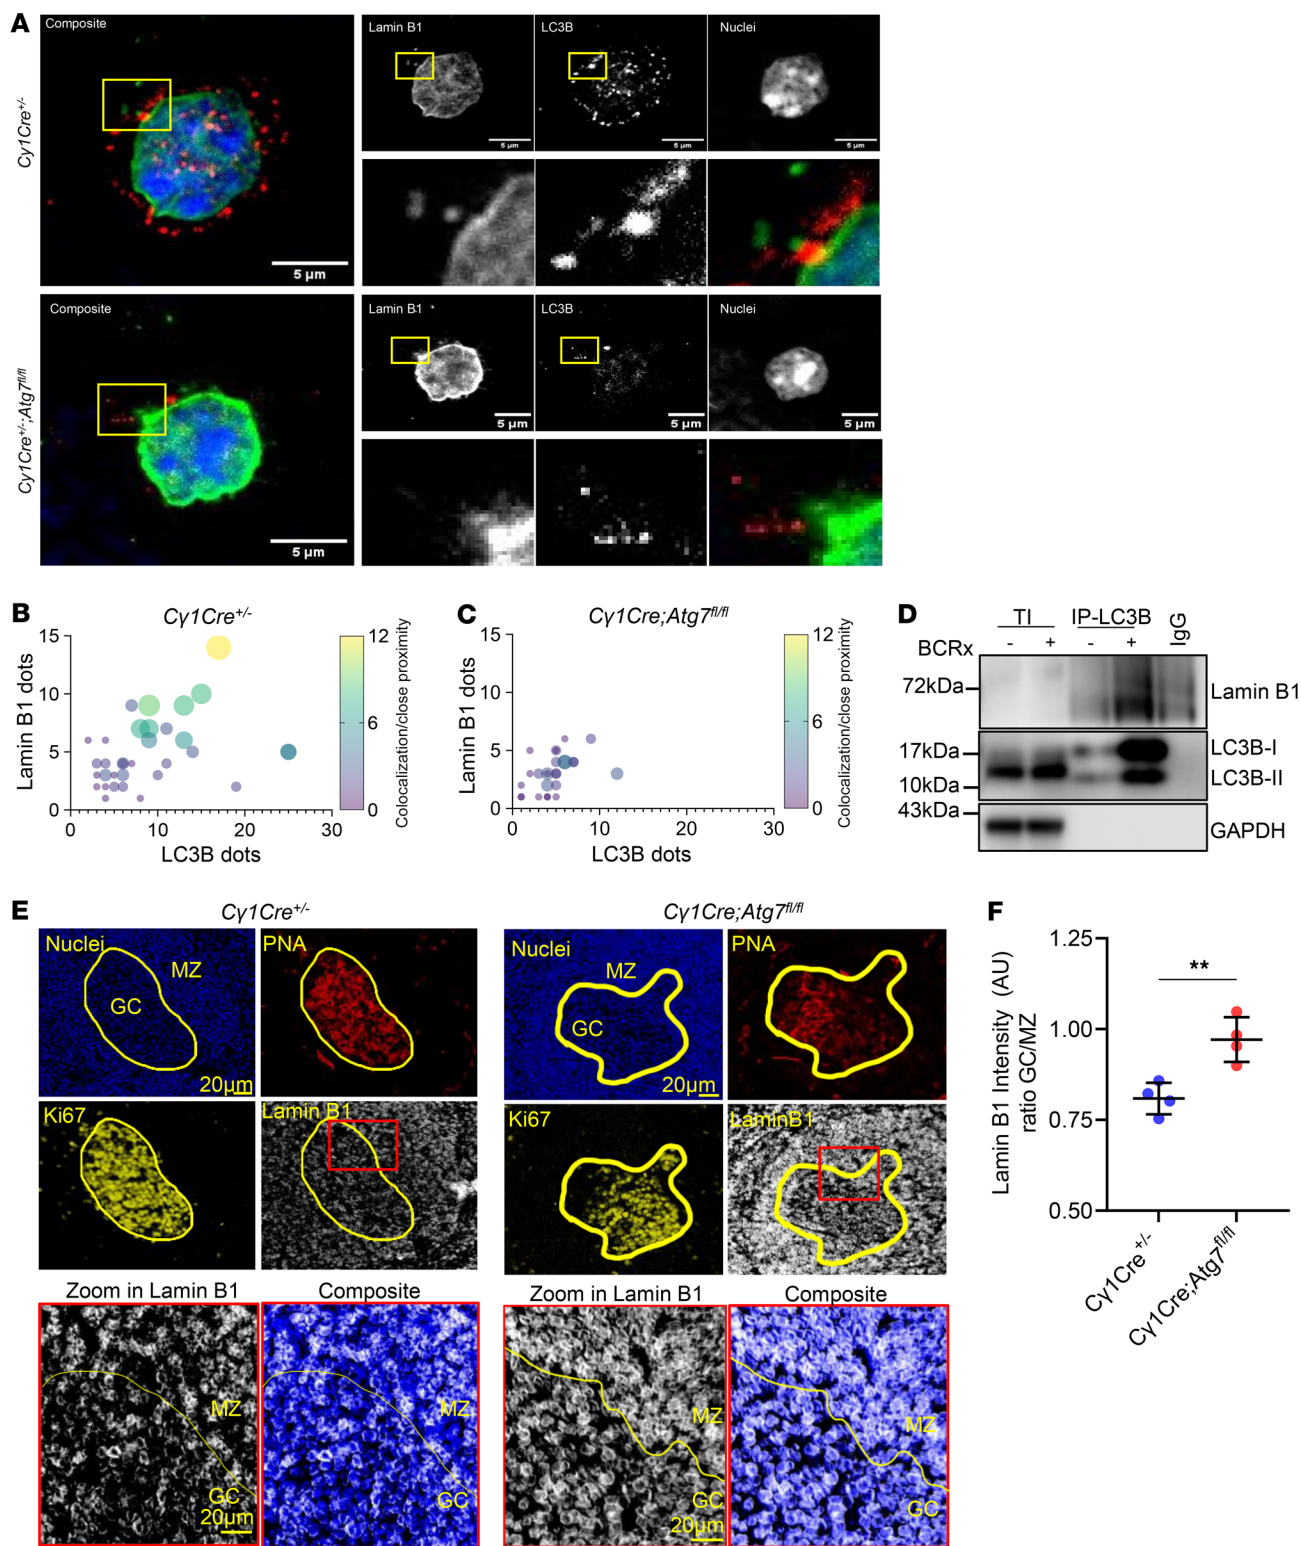 A
Composite
Lamin B1
LC3B
Nuclei
Cy1Cre+/-
5 µm
5 µm
5 µm
5 µm
Composite
Lamin B1
LC3B
Nuclei
Cy1Cre+/-;Atg7fl/fl
5 µm
5 µm
5 µm
5 µm
B
Cγ1Cre+/-
15
10
5
0
0
10
20
30
Lamin B1 dots
LC3B dots
12
6
0
Colocalization/close proximity
C
Cγ1Cre;Atg7fl/fl
15
10
5
0
0
10
20
30
Lamin B1 dots
LC3B dots
12
6
0
Colocalization/close proximity
D
TI
IP-LC3B
IgG
BCRx
-
+
-
+
72kDa
Lamin B1
17kDa
LC3B-I
10kDa
LC3B-II
43kDa
GAPDH
E
Cγ1Cre+/-
Nuclei
MZ
GC
20µm
PNA
Ki67
Lamin B1
Zoom in Lamin B1
Composite
MZ
GC
20µm
MZ
GC
Cγ1Cre;Atg7fl/fl
Nuclei
MZ
GC
20µm
PNA
Ki67
LaminB1
Zoom in Lamin B1
Composite
MZ
GC
20µm
MZ
GC
F
1.25
1.00
0.75
0.50
Lamin B1 Intensity (AU)
ratio GC/MZ
**
Cγ1Cre+/-
Cγ1Cre;Atg7fl/fl